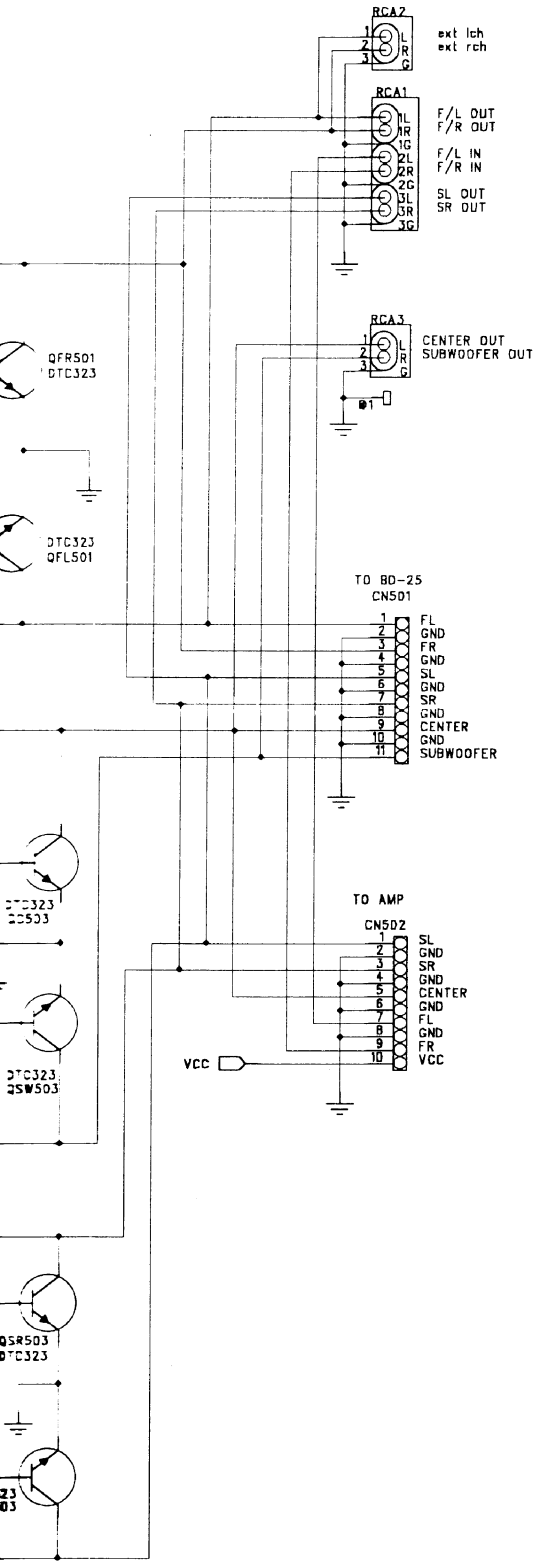 RCA2
1 L ext lch
2 R ext rch
3 G
RCA1
1L F/L OUT
1R F/R OUT
1G
2L F/L IN
2R F/R IN
2G
3L SL OUT
3R SR OUT
3G
RCA3
1 L CENTER OUT
2 R SUBWOOFER OUT
3 G
QFR501
DTC323
DTC323
QFL501
TO BD-25
CN501
1 FL
2 GND
3 FR
4 GND
5 SL
6 GND
7 SR
8 GND
9 CENTER
10 GND
11 SUBWOOFER
DTC323
TO AMP
CN502
1 SL
2 GND
3 SR
4 GND
5 CENTER
6 GND
7 FL
8 GND
9 FR
10 VCC
VCC
DTC323
QSW503
QSR503
DTC323
23
03